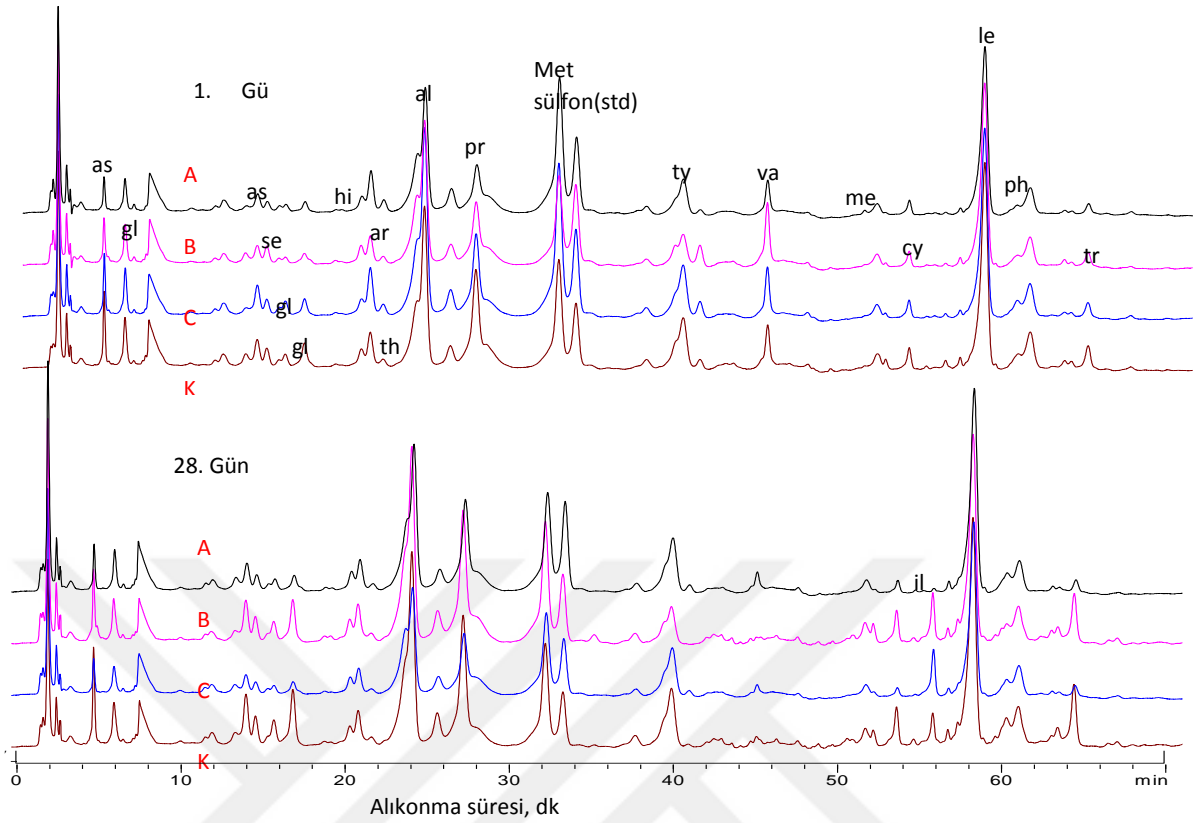 le
Met
1. Gü
al
sülfon(std)
pr
as
A
as
hi
ty
va
me
ph
gl
B
se
ar
cy
tr
gl
C
gl
th
K
28. Gün
A
il
B
C
K
0 10 20 30 40 50 60 min
Alıkonma süresi, dk